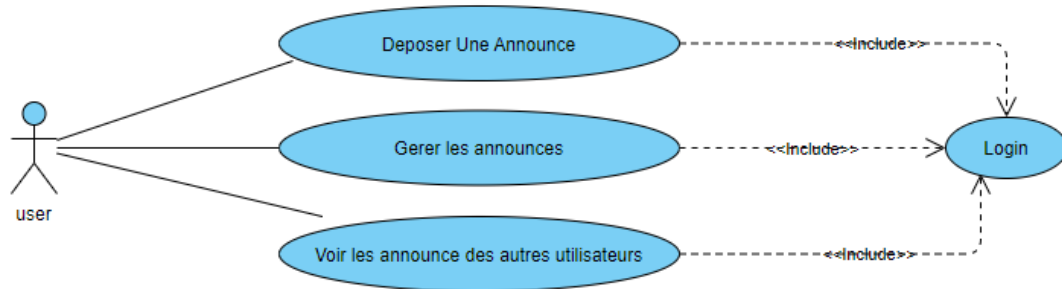 Deposer Une Announce
<<Include>>
Gerer les announces
<<Include>>
Login
user
Voir les announce des autres utilisateurs
<<Include>>